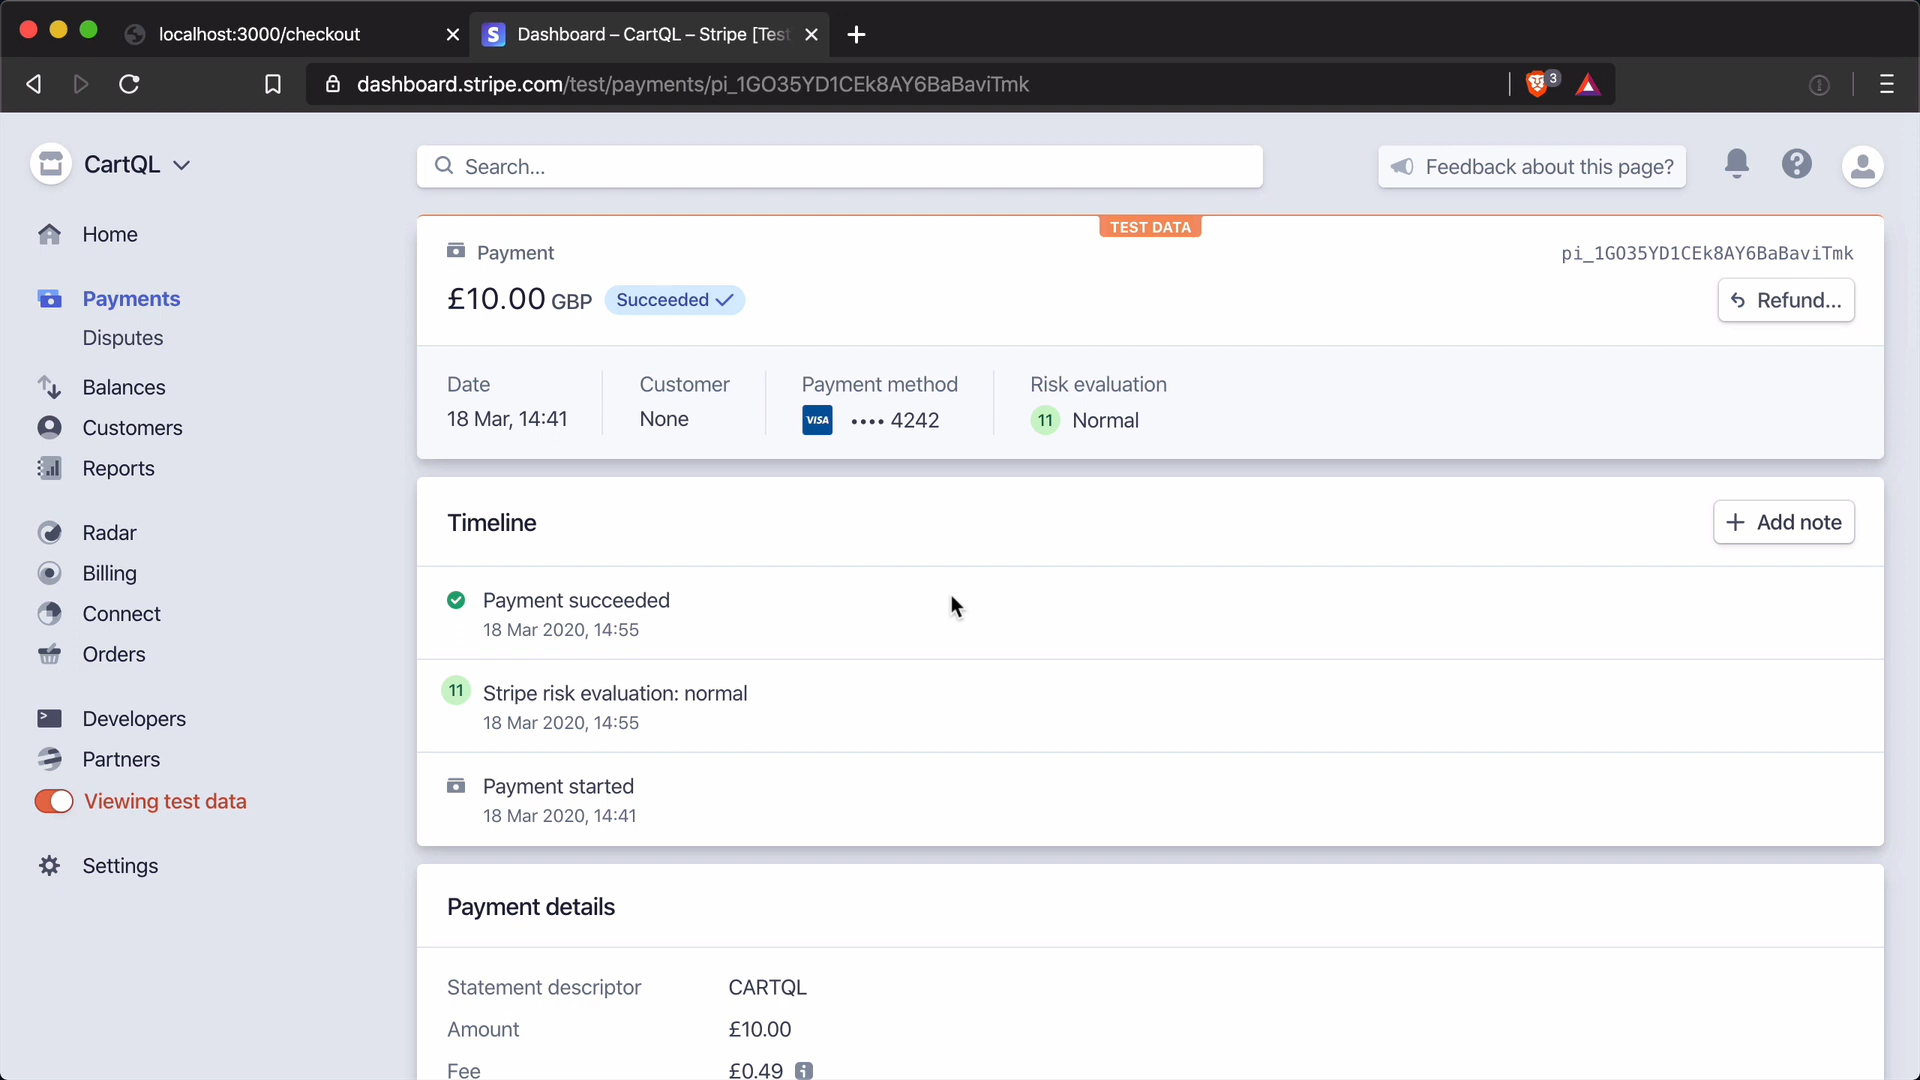 localhost:3000/checkout
Dashboard – CartQL – Stripe [Test
dashboard.stripe.com/test/payments/pi_1GO35YD1CEk8AY6BaBaviTmk
3
CartQL
Search...
Feedback about this page?
Home
Payments
Disputes
Balances
Customers
Reports
Radar
Billing
Connect
Orders
Developers
Partners
Viewing test data
Settings
TEST DATA
Payment
pi_1GO35YD1CEk8AY6BaBaviTmk
£10.00 GBP Succeeded
Refund...
Date Customer Payment method Risk evaluation
18 Mar, 14:41 None VISA •••• 4242 11 Normal
Timeline
Add note
Payment succeeded
18 Mar 2020, 14:55
11 Stripe risk evaluation: normal
18 Mar 2020, 14:55
Payment started
18 Mar 2020, 14:41
Payment details
Statement descriptor CARTQL
Amount £10.00
Fee £0.49